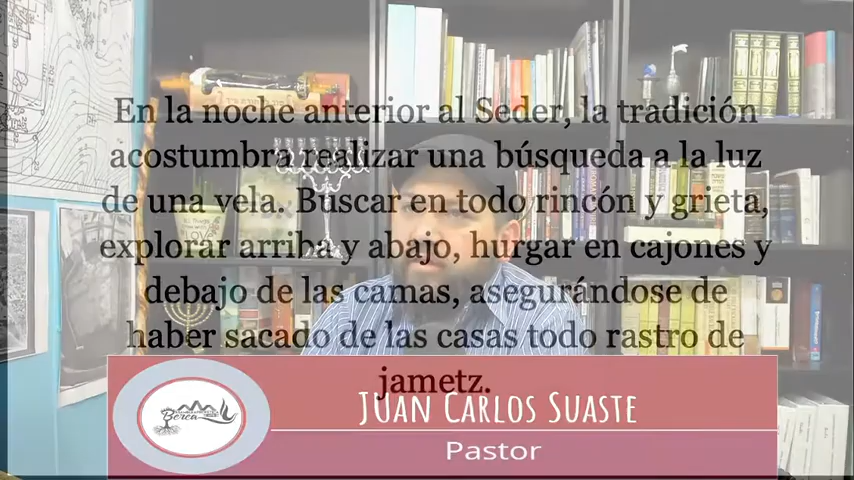 En la noche anterior al Seder, la tradición
acostumbra realizar una búsqueda a la luz
de una vela. Buscar en todo rincón y grieta,
explorar arriba y abajo, hurgar en cajones y
debajo de las camas, asegurándose de
haber sacado de las casas todo rastro de
jametz.
Juan Carlos Suaste
Pastor
Berea